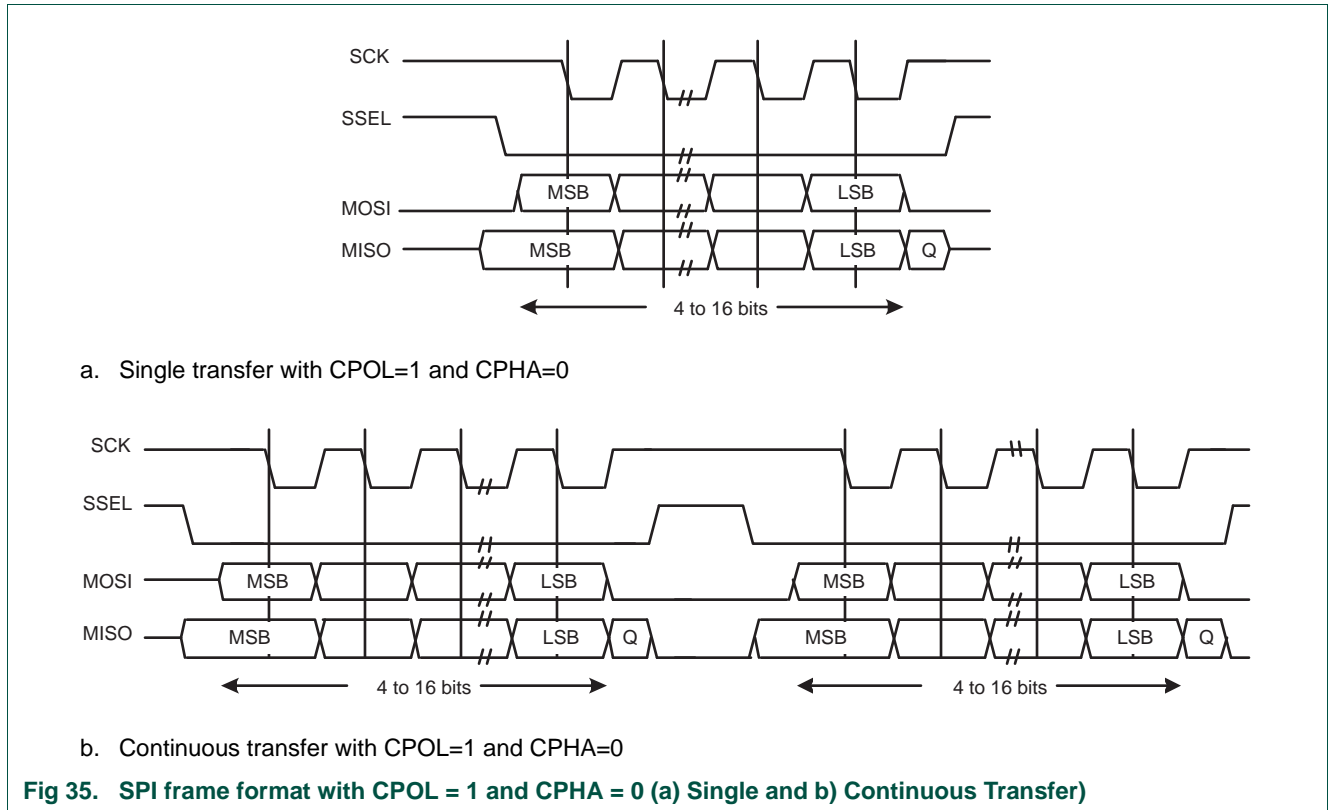 SCK
SSEL
MOSI MSB LSB
MISO MSB LSB Q
4 to 16 bits
a. Single transfer with CPOL=1 and CPHA=0
SCK
SSEL
MOSI MSB LSB MSB LSB
MISO MSB LSB Q MSB LSB Q
4 to 16 bits 4 to 16 bits
b. Continuous transfer with CPOL=1 and CPHA=0
Fig 35. SPI frame format with CPOL = 1 and CPHA = 0 (a) Single and b) Continuous Transfer)